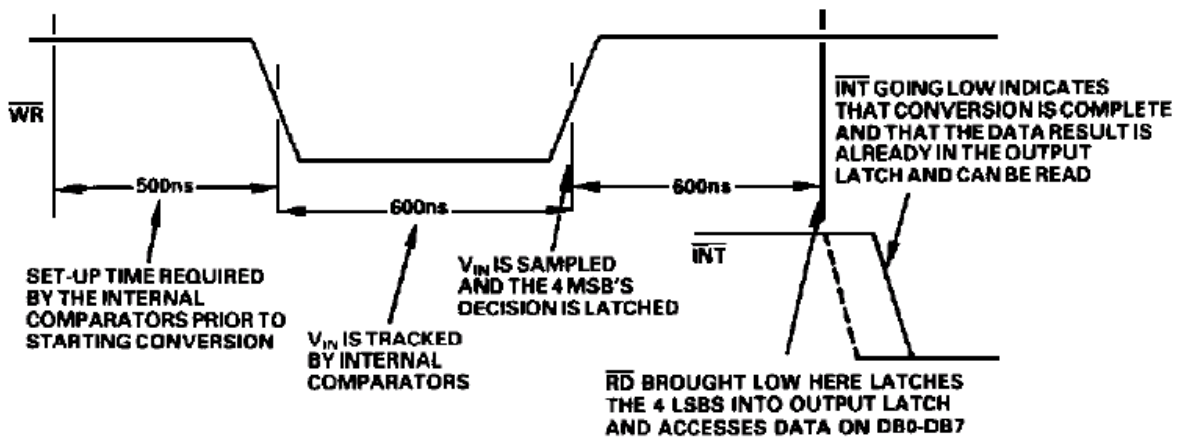 WR
500ns
600ns
600ns
SET-UP TIME REQUIRED
BY THE INTERNAL
COMPARATORS PRIOR TO
STARTING CONVERSION
VIN IS TRACKED
BY INTERNAL
COMPARATORS
VIN IS SAMPLED
AND THE 4 MSB'S
DECISION IS LATCHED
INT GOING LOW INDICATES
THAT CONVERSION IS COMPLETE
AND THAT THE DATA RESULT IS
ALREADY IN THE OUTPUT
LATCH AND CAN BE READ
INT
RD BROUGHT LOW HERE LATCHES
THE 4 LSBS INTO OUTPUT LATCH
AND ACCESSES DATA ON DB0-DB7